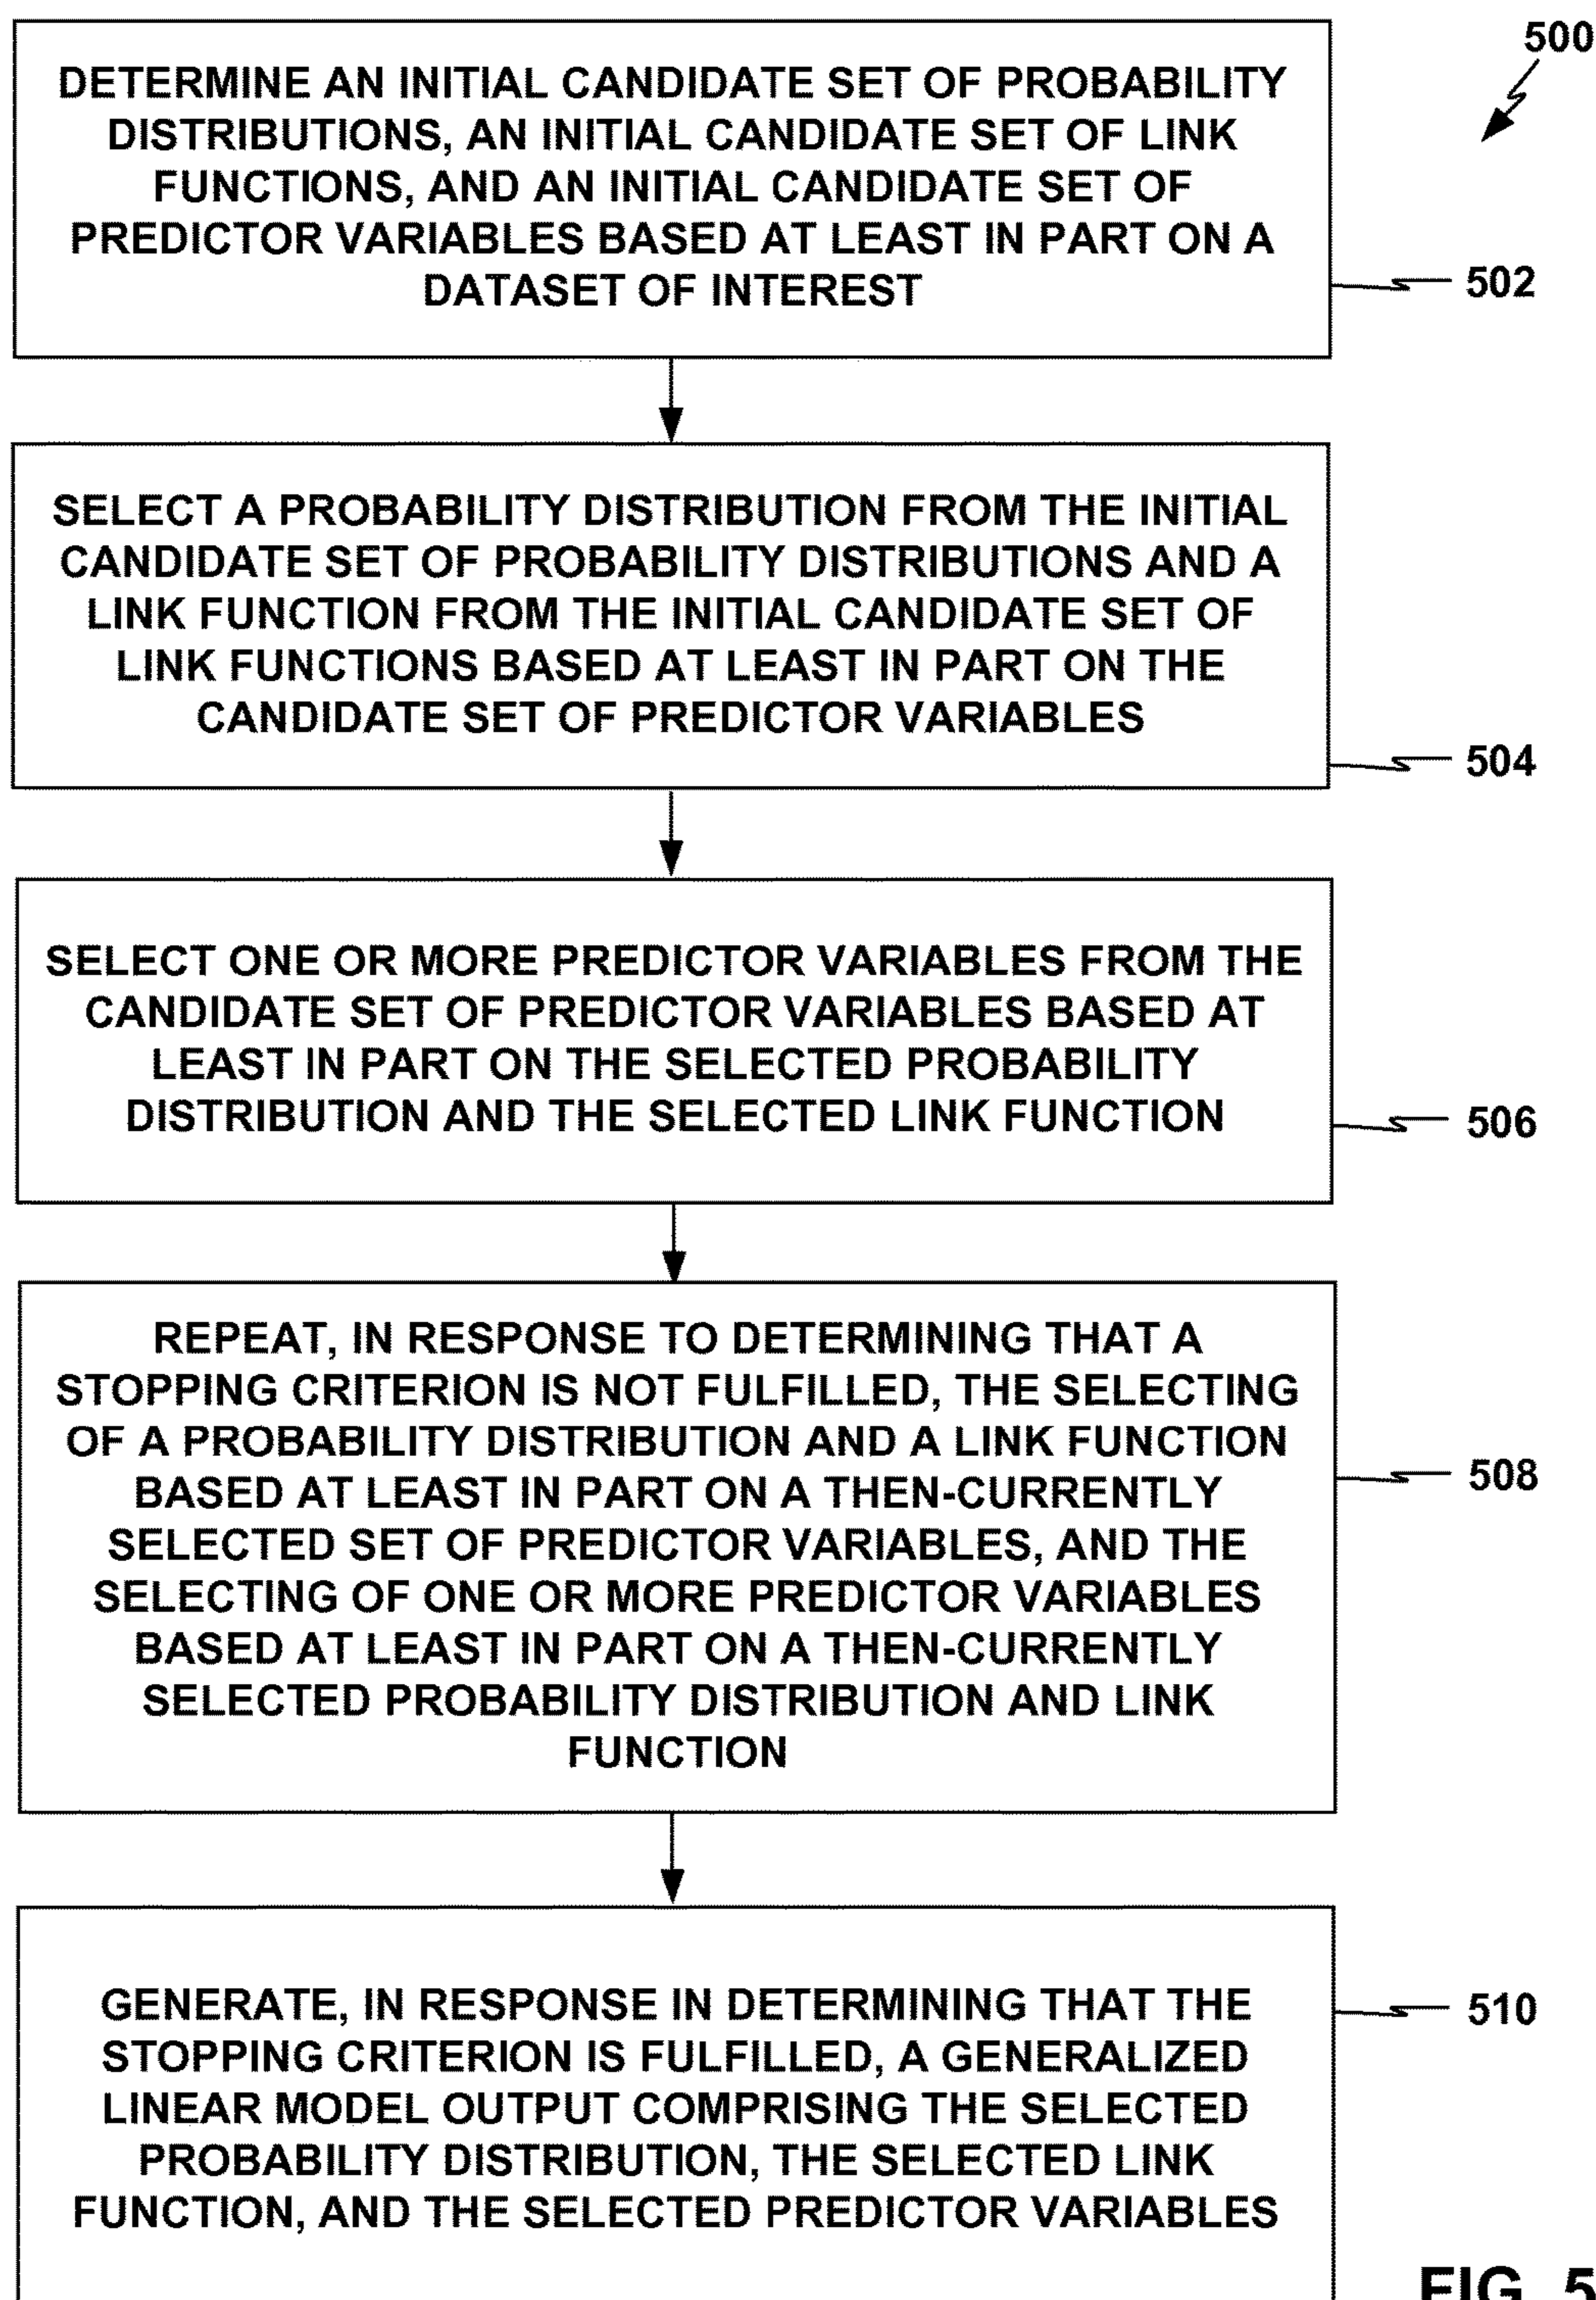 500
DETERMINE AN INITIAL CANDIDATE SET OF PROBABILITY
DISTRIBUTIONS, AN INITIAL CANDIDATE SET OF LINK
FUNCTIONS, AND AN INITIAL CANDIDATE SET OF
PREDICTOR VARIABLES BASED AT LEAST IN PART ON A
DATASET OF INTEREST
502
SELECT A PROBABILITY DISTRIBUTION FROM THE INITIAL
CANDIDATE SET OF PROBABILITY DISTRIBUTIONS AND A
LINK FUNCTION FROM THE INITIAL CANDIDATE SET OF
LINK FUNCTIONS BASED AT LEAST IN PART ON THE
CANDIDATE SET OF PREDICTOR VARIABLES
504
SELECT ONE OR MORE PREDICTOR VARIABLES FROM THE
CANDIDATE SET OF PREDICTOR VARIABLES BASED AT
LEAST IN PART ON THE SELECTED PROBABILITY
DISTRIBUTION AND THE SELECTED LINK FUNCTION
506
REPEAT, IN RESPONSE TO DETERMINING THAT A
STOPPING CRITERION IS NOT FULFILLED, THE SELECTING
OF A PROBABILITY DISTRIBUTION AND A LINK FUNCTION
BASED AT LEAST IN PART ON A THEN-CURRENTLY
SELECTED SET OF PREDICTOR VARIABLES, AND THE
SELECTING OF ONE OR MORE PREDICTOR VARIABLES
BASED AT LEAST IN PART ON A THEN-CURRENTLY
SELECTED PROBABILITY DISTRIBUTION AND LINK
FUNCTION
508
GENERATE, IN RESPONSE IN DETERMINING THAT THE
STOPPING CRITERION IS FULFILLED, A GENERALIZED
LINEAR MODEL OUTPUT COMPRISING THE SELECTED
PROBABILITY DISTRIBUTION, THE SELECTED LINK
FUNCTION, AND THE SELECTED PREDICTOR VARIABLES
510
FIG. 5